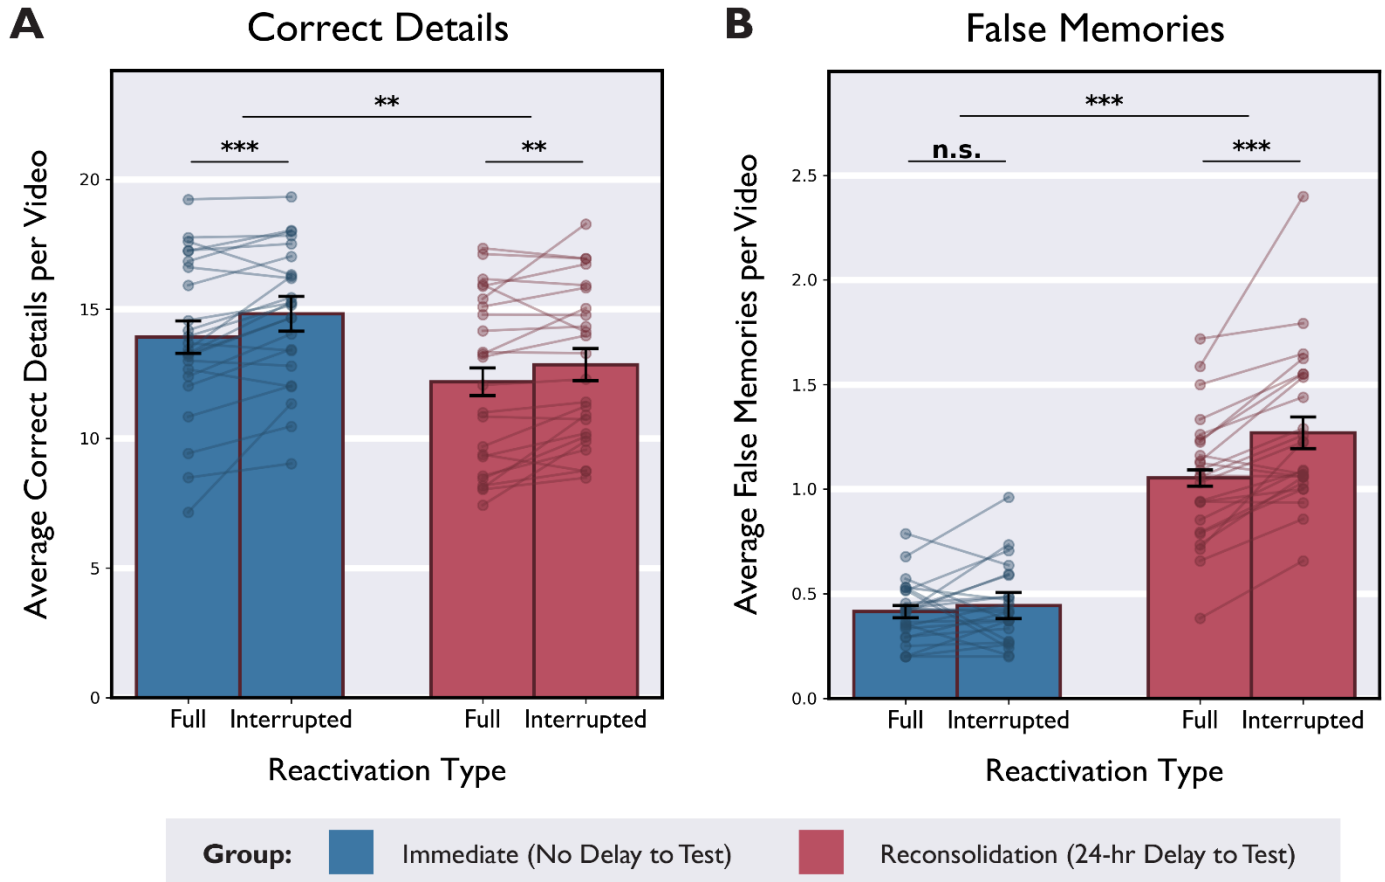 A
Correct Details
Average Correct Details per Video
20
15
10
5
0
**
***
**
Full
Interrupted
Full
Interrupted
Reactivation Type
B
False Memories
Average False Memories per Video
2.5
2.0
1.5
1.0
0.5
0.0
***
n.s.
***
Full
Interrupted
Full
Interrupted
Reactivation Type
Group:
Immediate (No Delay to Test)
Reconsolidation (24-hr Delay to Test)